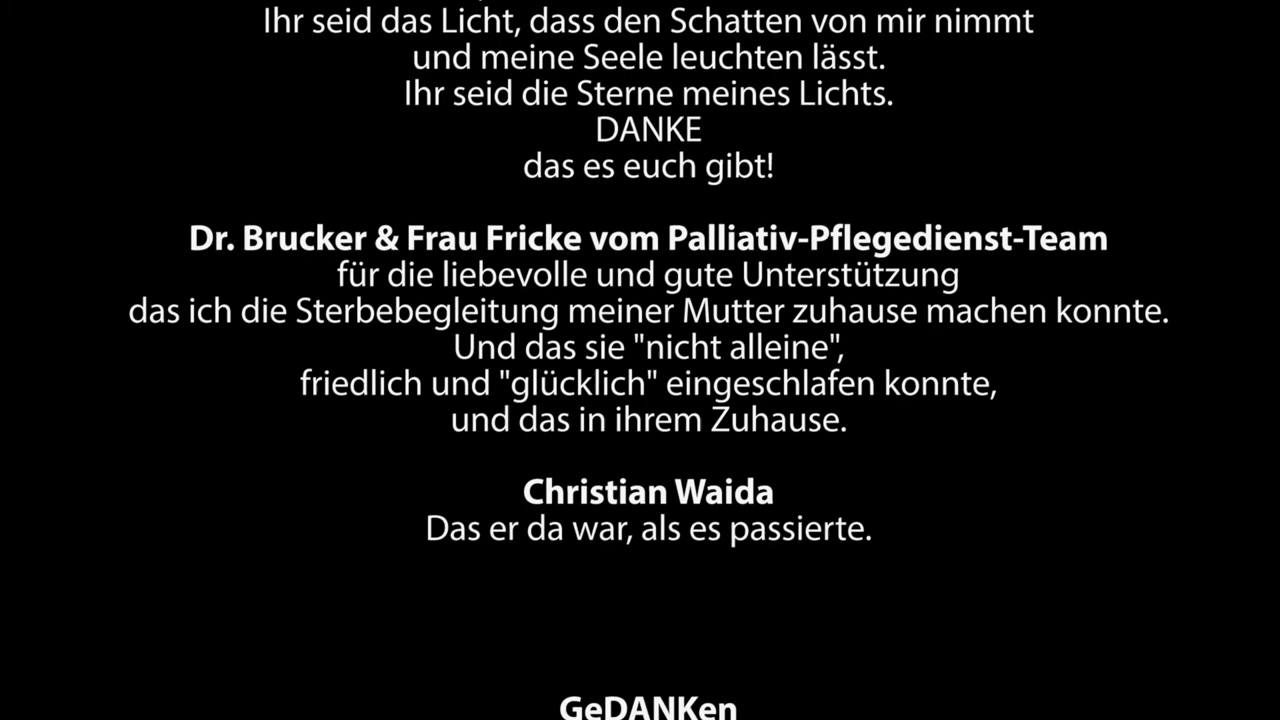 Ihr seid das Licht, dass den Schatten von mir nimmt
und meine Seele leuchten lässt.
Ihr seid die Sterne meines Lichts.
DANKE
das es euch gibt!
Dr. Brucker & Frau Fricke vom Palliativ-Pflegedienst-Team
für die liebevolle und gute Unterstützung
das ich die Sterbebegleitung meiner Mutter zuhause machen konnte.
Und das sie "nicht alleine",
friedlich und "glücklich" eingeschlafen konnte,
und das in ihrem Zuhause.
Christian Waida
Das er da war, als es passierte.
GeDANKen